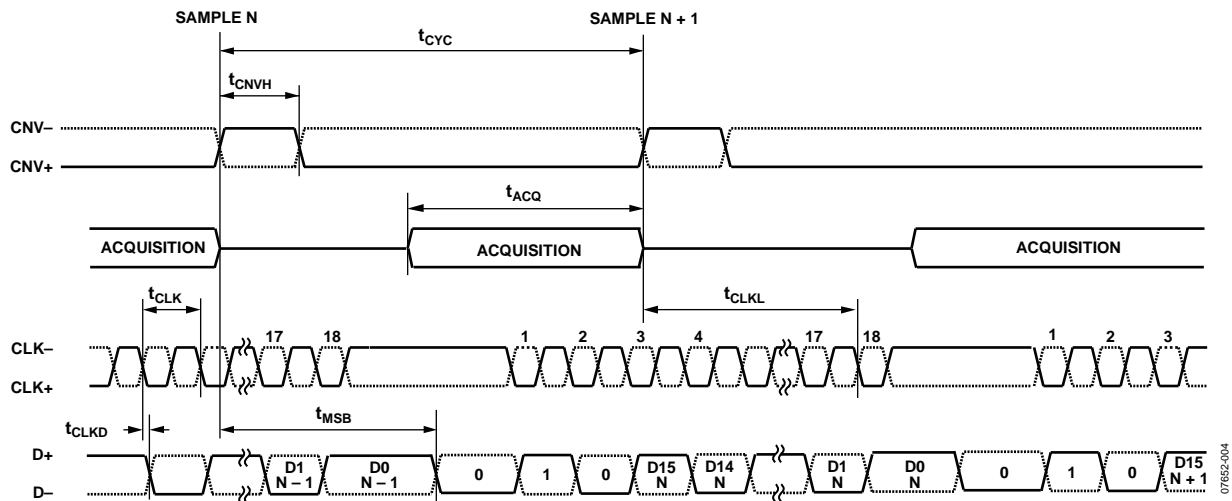 SAMPLE N SAMPLE N + 1
tCYC
tCNVH
CNV–
CNV+
tACQ
ACQUISITION ACQUISITION ACQUISITION
tCLK tCLKL
CLK– 17 18 1 2 3 4 17 18 1 2 3
CLK+
tCLKD tMSB
D+ D1 N – 1 D0 N – 1 0 1 0 D15 N D14 N D1 N D0 N 0 1 0 D15 N + 1
D–
07652-004